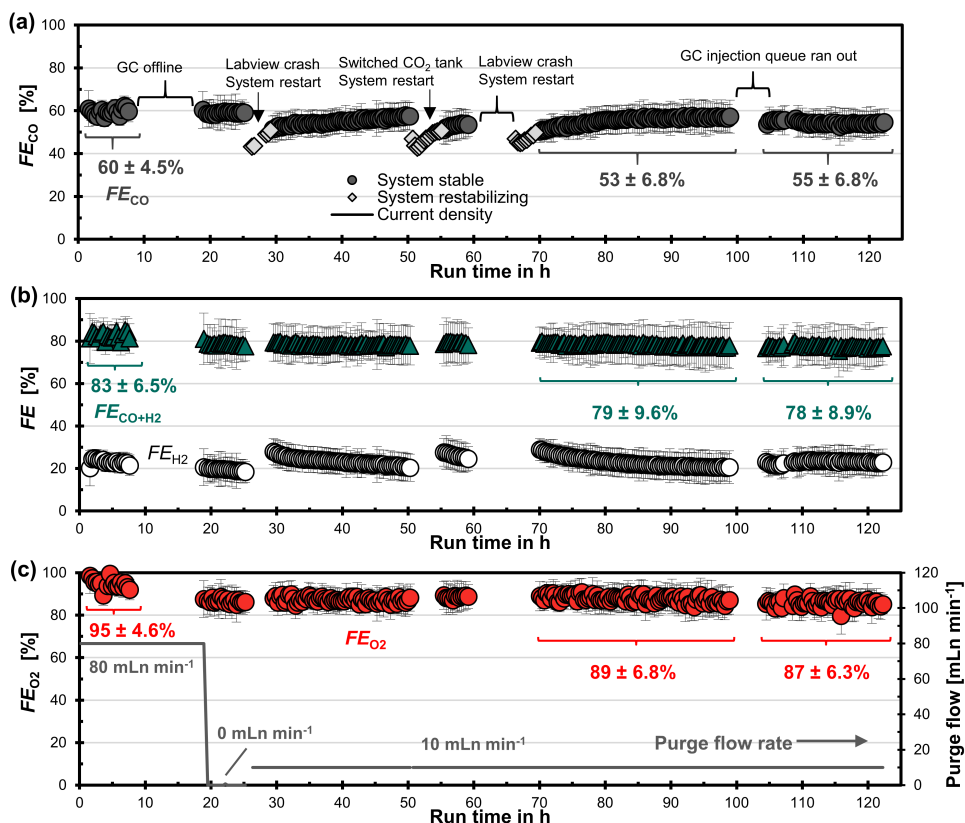 (a)
FE_CO [%]
100
80
60
40
20
0
GC offline
Labview crash
System restart
Switched CO₂ tank
System restart
Labview crash
System restart
GC injection queue ran out
60 ± 4.5%
FE_CO
System stable
System restabilizing
Current density
53 ± 6.8%
55 ± 6.8%
0 10 20 30 40 50 60 70 80 90 100 110 120
Run time in h
(b)
FE [%]
100
80
60
40
20
0
83 ± 6.5%
FE_CO+H2
79 ± 9.6%
78 ± 8.9%
FE_H2
0 10 20 30 40 50 60 70 80 90 100 110 120
Run time in h
(c)
FE_O2 [%]
100
80
60
40
20
0
95 ± 4.6%
FE_O2
89 ± 6.8%
87 ± 6.3%
80 mLn min⁻¹
0 mLn min⁻¹
10 mLn min⁻¹
Purge flow rate
120
100
80
60
40
20
0
Purge flow [mLn min⁻¹]
0 10 20 30 40 50 60 70 80 90 100 110 120
Run time in h